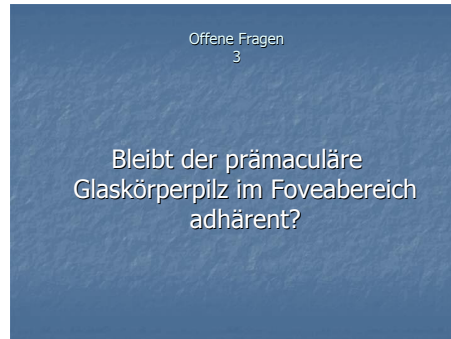 Offene Fragen
3
Bleibt der prämaculäre
Glaskörperpilz im Foveabereich
adhärent?